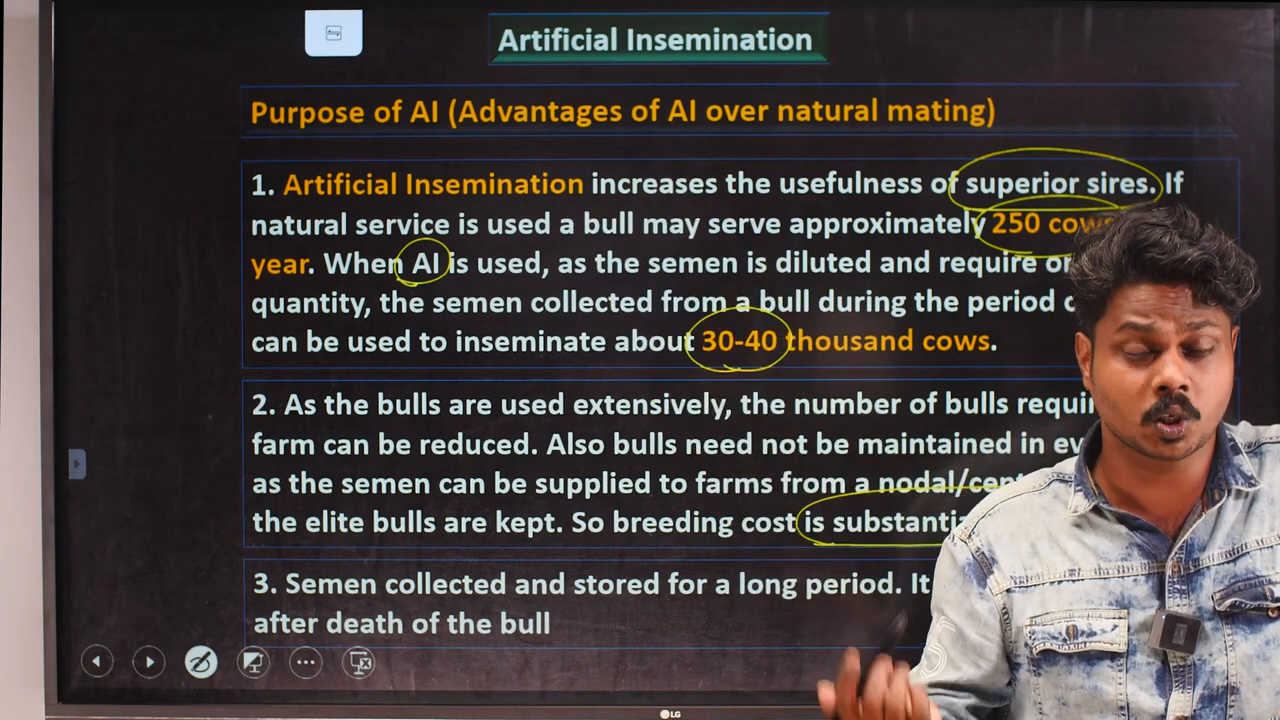 Artificial Insemination
Purpose of AI (Advantages of AI over natural mating)
1. Artificial Insemination increases the usefulness of superior sires. If
natural service is used a bull may serve approximately 250 cows
year. When AI is used, as the semen is diluted and require
quantity, the semen collected from a bull during the period
can be used to inseminate about 30-40 thousand cows.
2. As the bulls are used extensively, the number of bulls
farm can be reduced. Also bulls need not be maintained in
as the semen can be supplied to farms from a nodal/
the elite bulls are kept. So breeding cost is
3. Semen collected and stored for a long period. It
after death of the bull
LG